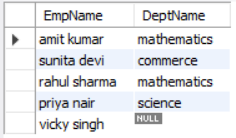 EmpName DeptName
amit kumar mathematics
sunita devi commerce
rahul sharma mathematics
priya nair science
vicky singh NULL